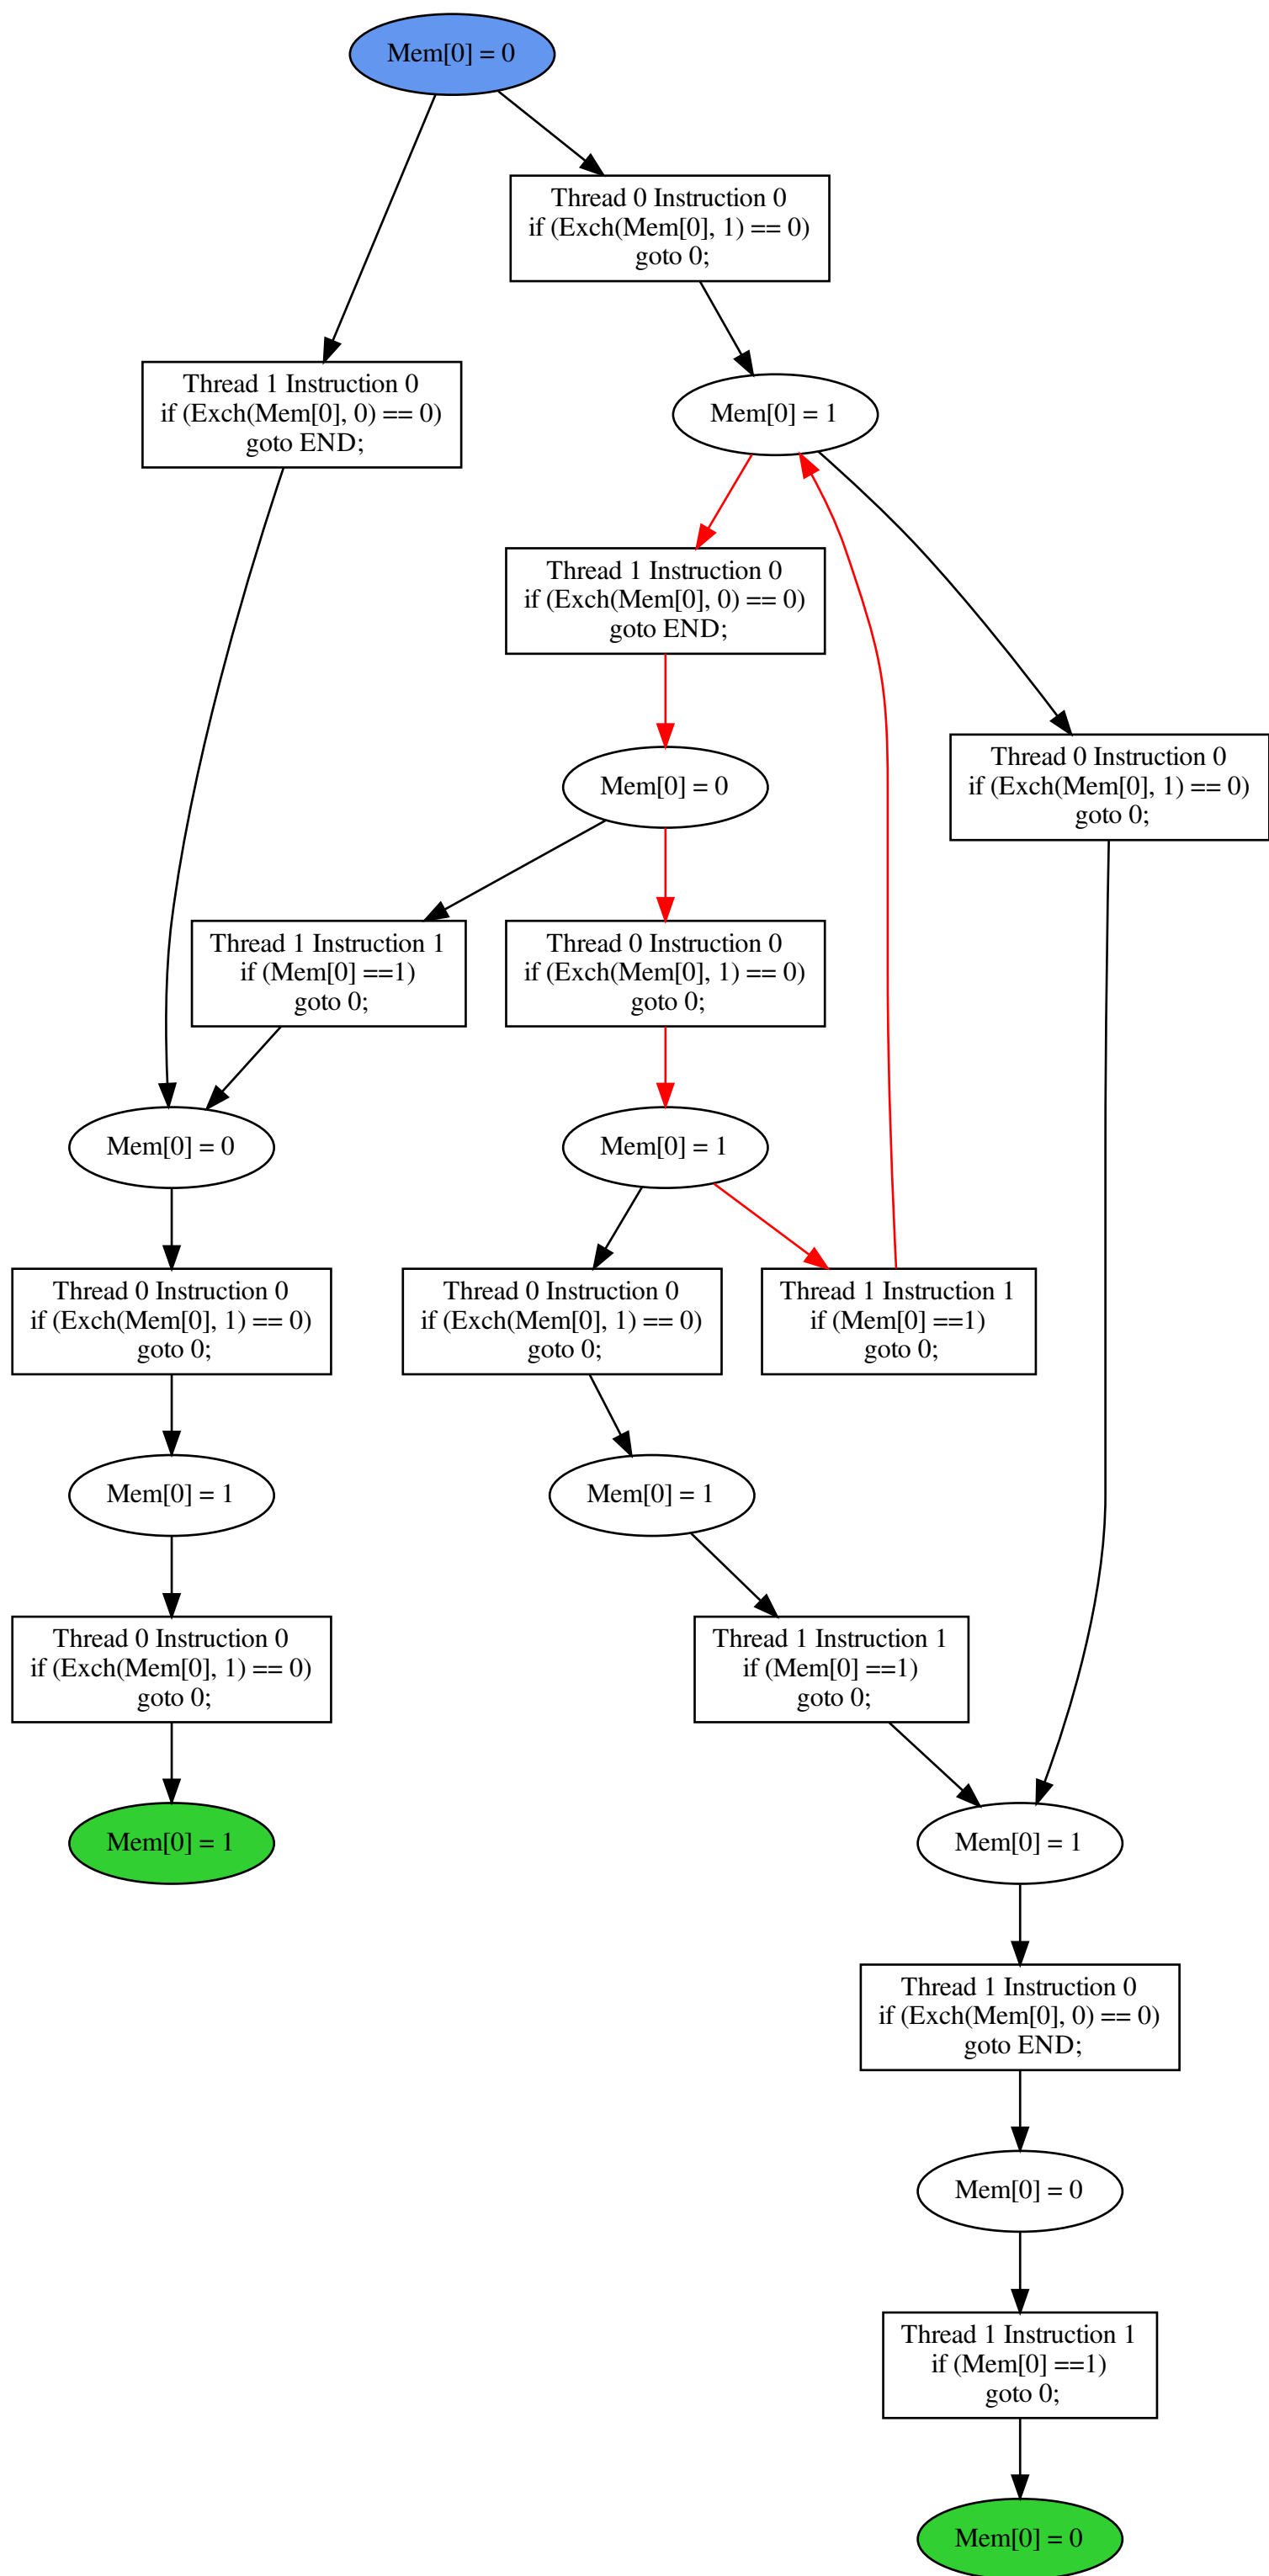 Mem[0] = 0
Thread 0 Instruction 0
if (Exch(Mem[0], 1) == 0)
goto 0;
Thread 1 Instruction 0
if (Exch(Mem[0], 0) == 0)
goto END;
Mem[0] = 1
Thread 1 Instruction 0
if (Exch(Mem[0], 0) == 0)
goto END;
Mem[0] = 0
Thread 0 Instruction 0
if (Exch(Mem[0], 1) == 0)
goto 0;
Thread 1 Instruction 1
if (Mem[0] ==1)
goto 0;
Thread 0 Instruction 0
if (Exch(Mem[0], 1) == 0)
goto 0;
Mem[0] = 0
Mem[0] = 1
Thread 0 Instruction 0
if (Exch(Mem[0], 1) == 0)
goto 0;
Thread 0 Instruction 0
if (Exch(Mem[0], 1) == 0)
goto 0;
Thread 1 Instruction 1
if (Mem[0] ==1)
goto 0;
Mem[0] = 1
Mem[0] = 1
Thread 0 Instruction 0
if (Exch(Mem[0], 1) == 0)
goto 0;
Thread 1 Instruction 1
if (Mem[0] ==1)
goto 0;
Mem[0] = 1
Mem[0] = 1
Thread 1 Instruction 0
if (Exch(Mem[0], 0) == 0)
goto END;
Mem[0] = 0
Thread 1 Instruction 1
if (Mem[0] ==1)
goto 0;
Mem[0] = 0